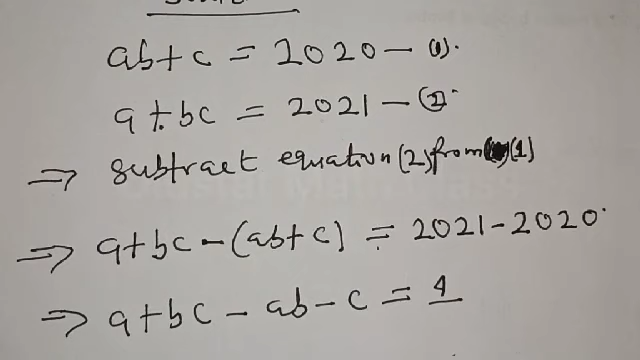 ab+c = 2020 — (1).
a+bc = 2021 — (2).
⇒ subtract equation (2) from (1)
⇒ a+bc-(ab+c) = 2021-2020.
⇒ a+bc-ab-c = 1